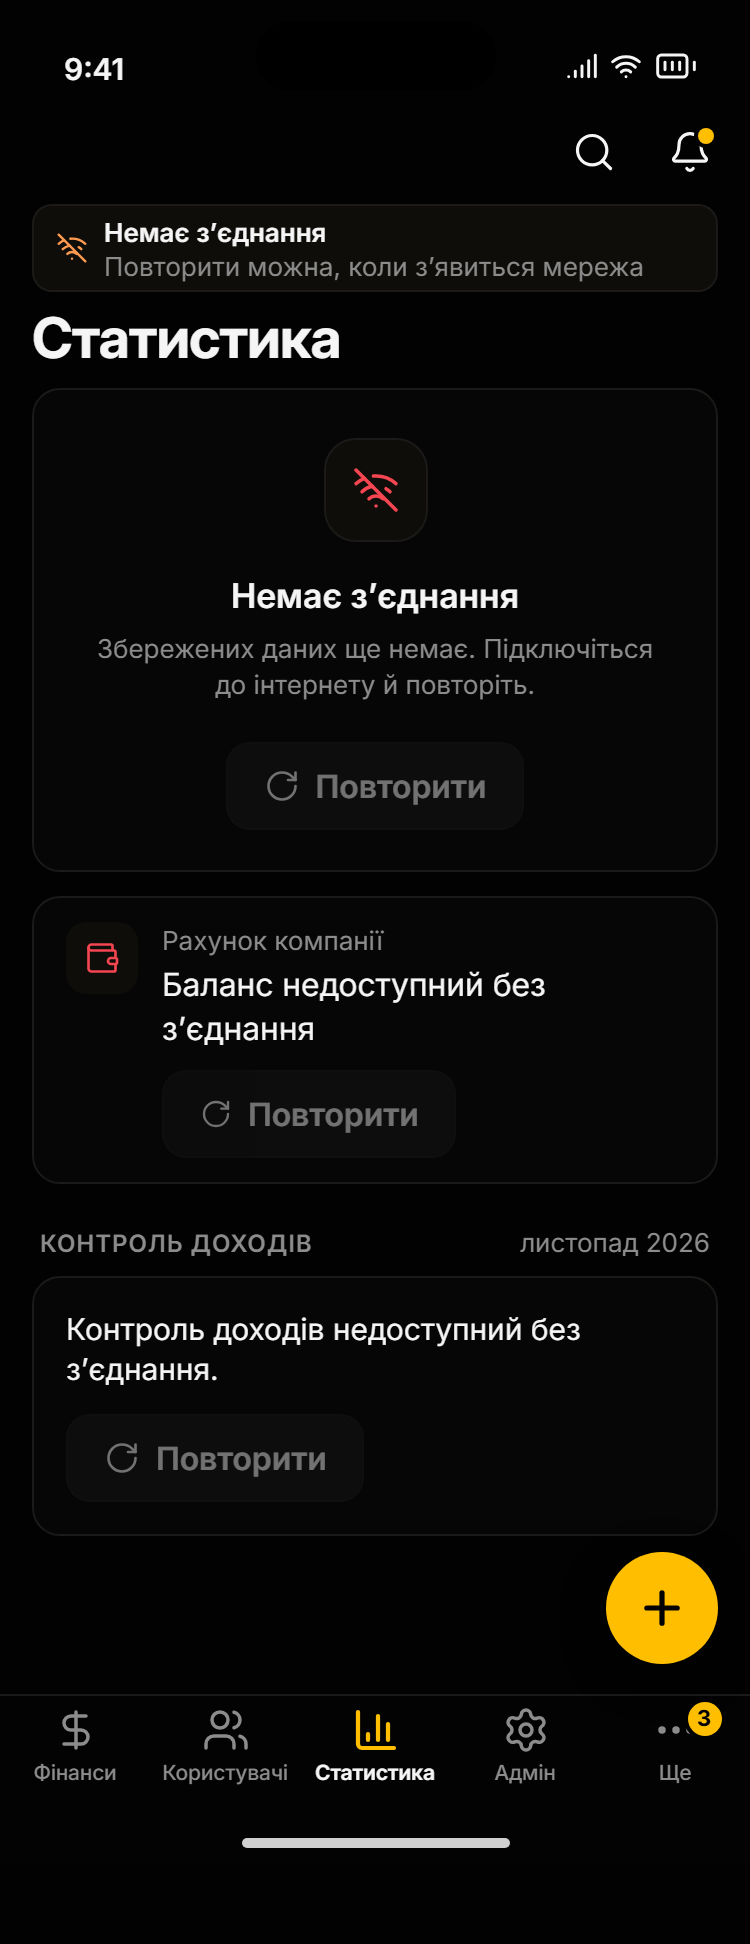 9:41
Немає з’єднання
Повторити можна, коли з’явиться мережа
Статистика
Немає з’єднання
Збережених даних ще немає. Підключіться
до інтернету й повторіть.
Повторити
Рахунок компанії
Баланс недоступний без
з’єднання
Повторити
КОНТРОЛЬ ДОХОДІВ
листопад 2026
Контроль доходів недоступний без
з’єднання.
Повторити
3
Фінанси
Користувачі
Статистика
Адмін
Ще